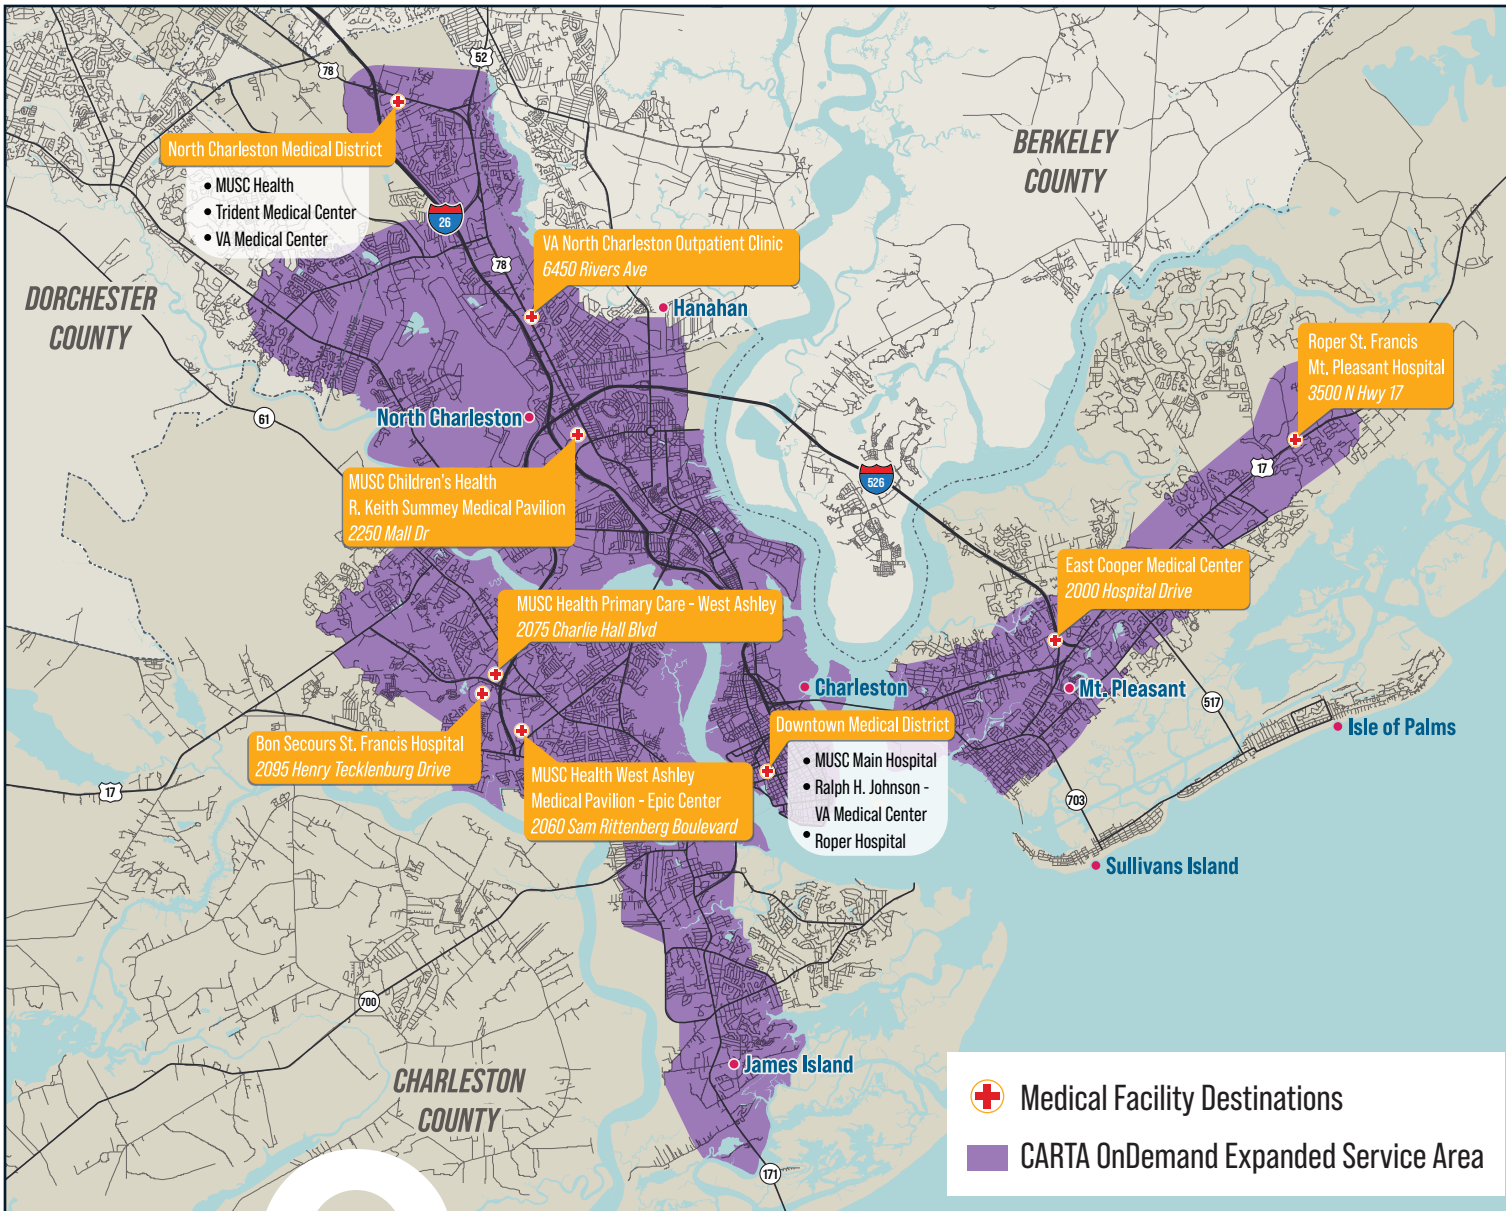 52
78
North Charleston Medical District
• MUSC Health
• Trident Medical Center
• VA Medical Center
BERKELEY
COUNTY
26
VA North Charleston Outpatient Clinic
6450 Rivers Ave
78
DORCHESTER
COUNTY
Hanahan
Roper St. Francis
Mt. Pleasant Hospital
3500 N Hwy 17
61
North Charleston
17
526
MUSC Children's Health
R. Keith Summey Medical Pavilion
2250 Mall Dr
East Cooper Medical Center
2000 Hospital Drive
MUSC Health Primary Care - West Ashley
2075 Charlie Hall Blvd
Charleston
Mt. Pleasant
517
Isle of Palms
Downtown Medical District
• MUSC Main Hospital
• Ralph H. Johnson -
VA Medical Center
• Roper Hospital
Bon Secours St. Francis Hospital
2095 Henry Tecklenburg Drive
17
MUSC Health West Ashley
Medical Pavilion - Epic Center
2060 Sam Rittenberg Boulevard
703
Sullivans Island
700
James Island
CHARLESTON
COUNTY
171
Medical Facility Destinations
CARTA OnDemand Expanded Service Area